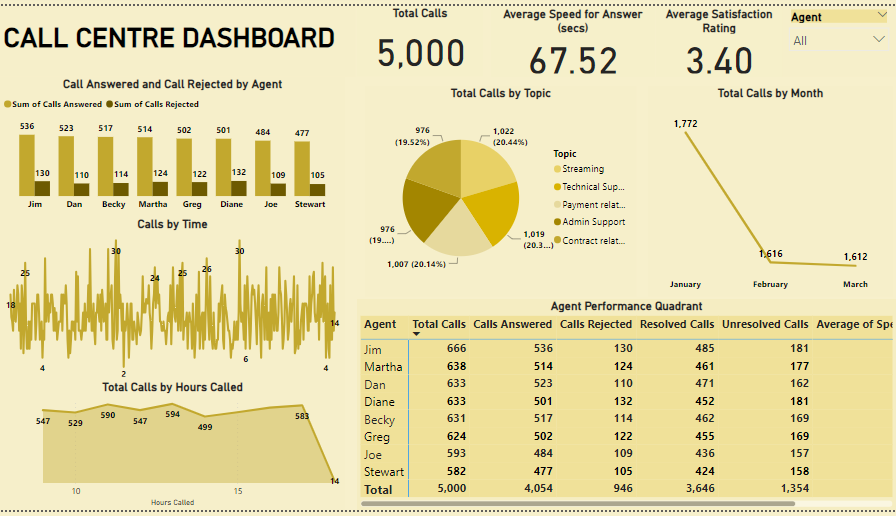 CALL CENTRE DASHBOARD
Total Calls
5,000
Average Speed for Answer
(secs)
67.52
Average Satisfaction
Rating
3.40
Agent
All
Call Answered and Call Rejected by Agent
Sum of Calls Answered Sum of Calls Rejected
536 523 517 514 502 501 484 477
130 110 114 124 122 132 109 105
Jim Dan Becky Martha Greg Diane Joe Stewart
Calls by Time
30 30
25 24 25 26
18
14
6
4 2 4
Total Calls by Hours Called
547 529 590 547 594 499 583
14
10 15
Hours Called
Total Calls by Topic
976
(19.52%)
1,022
(20.44%)
976
(19....)
1,019
(20.3...)
1,007 (20.14%)
Topic
Streaming
Technical Sup...
Payment relat...
Admin Support
Contract relat...
Total Calls by Month
1,772
1,616
1,612
January February March
Agent Performance Quadrant
Agent Total Calls Calls Answered Calls Rejected Resolved Calls Unresolved Calls Average of Spe
Jim 666 536 130 485 181
Martha 638 514 124 461 177
Dan 633 523 110 471 162
Diane 633 501 132 452 181
Becky 631 517 114 462 169
Greg 624 502 122 455 169
Joe 593 484 109 436 157
Stewart 582 477 105 424 158
Total 5,000 4,054 946 3,646 1,354